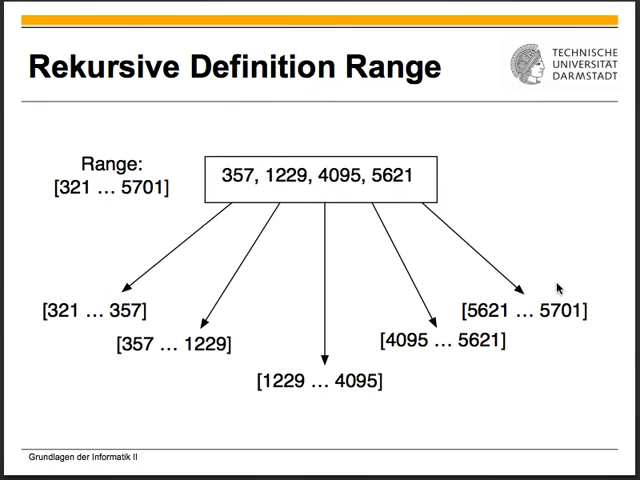 Rekursive Definition Range
TECHNISCHE
UNIVERSITÄT
DARMSTADT
Range:
[321 ... 5701]
357, 1229, 4095, 5621
[321 ... 357]
[357 ... 1229]
[1229 ... 4095]
[4095 ... 5621]
[5621 ... 5701]
Grundlagen der Informatik II